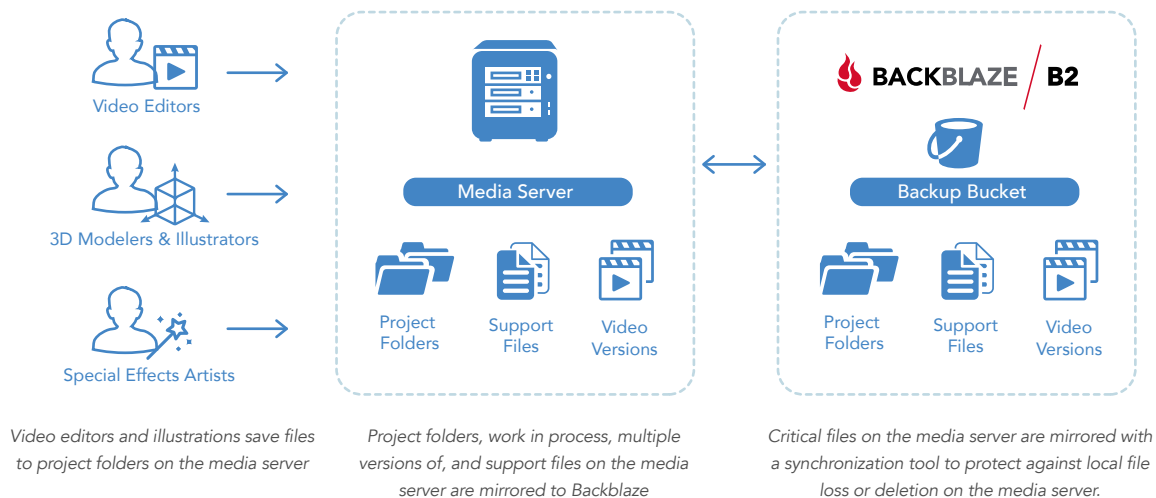 Video Editors
3D Modelers & Illustrators
Special Effects Artists
Video editors and illustrations save files
to project folders on the media server
Media Server
Project
Folders
Support
Files
Video
Versions
Project folders, work in process, multiple
versions of, and support files on the media
server are mirrored to Backblaze
BACKBLAZE / B2
Backup Bucket
Project
Folders
Support
Files
Video
Versions
Critical files on the media server are mirrored with
a synchronization tool to protect against local file
loss or deletion on the media server.